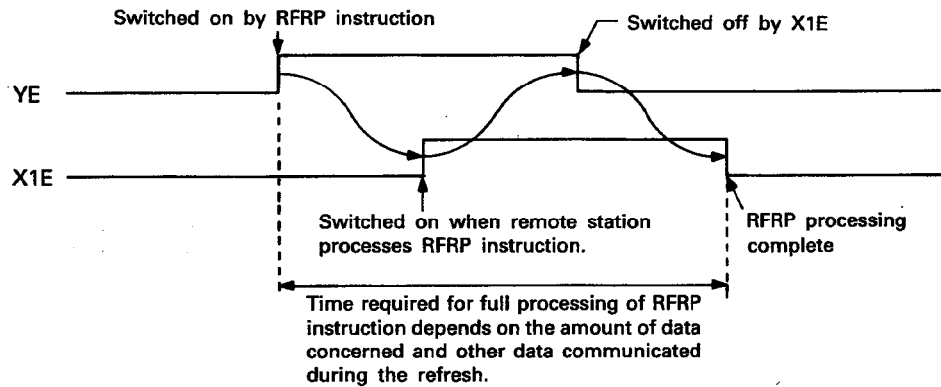 Switched on by RFRP instruction
Switched off by X1E
YE
X1E
Switched on when remote station
processes RFRP instruction.
RFRP processing
complete
Time required for full processing of RFRP
instruction depends on the amount of data
concerned and other data communicated
during the refresh.